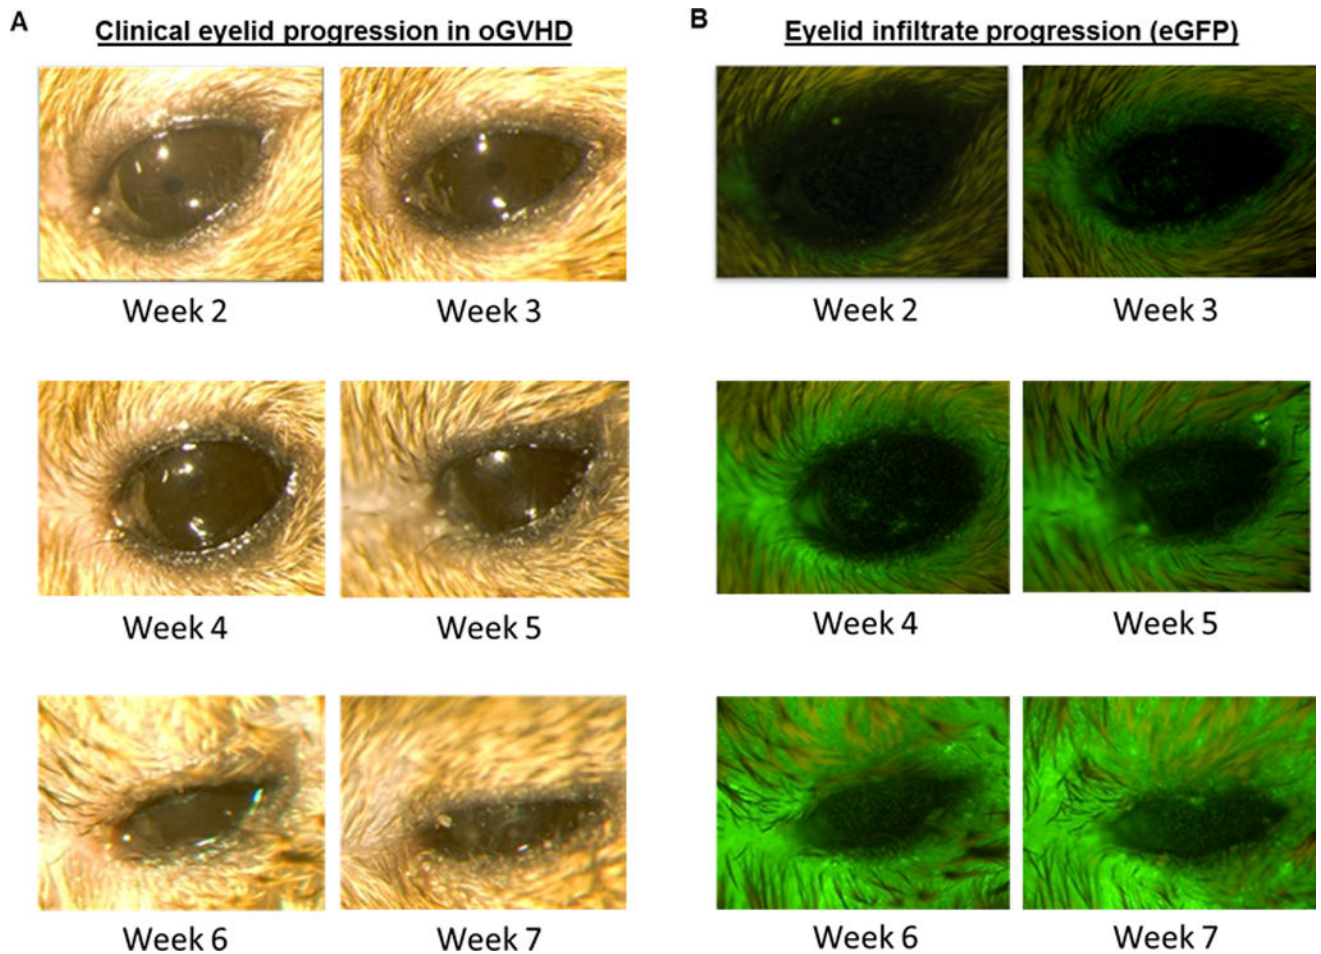 A
Clinical eyelid progression in oGVHD
Week 2
Week 3
Week 4
Week 5
Week 6
Week 7
B
Eyelid infiltrate progression (eGFP)
Week 2
Week 3
Week 4
Week 5
Week 6
Week 7